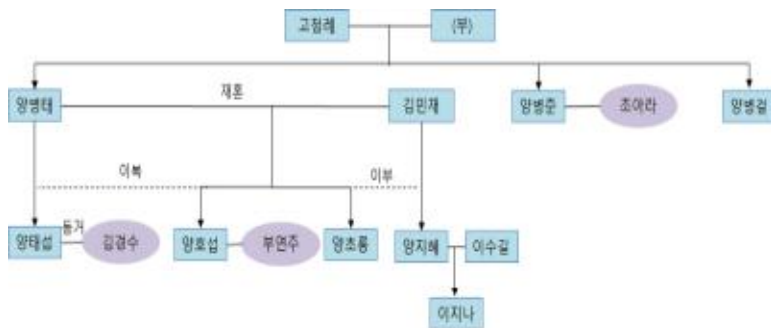 고점례
(부)
양병태
재혼
김민재
양병준
조아라
양병걸
이복
이부
양태섭
동거
김경수
양호섭
부연주
양초롱
양지혜
이수길
이지나